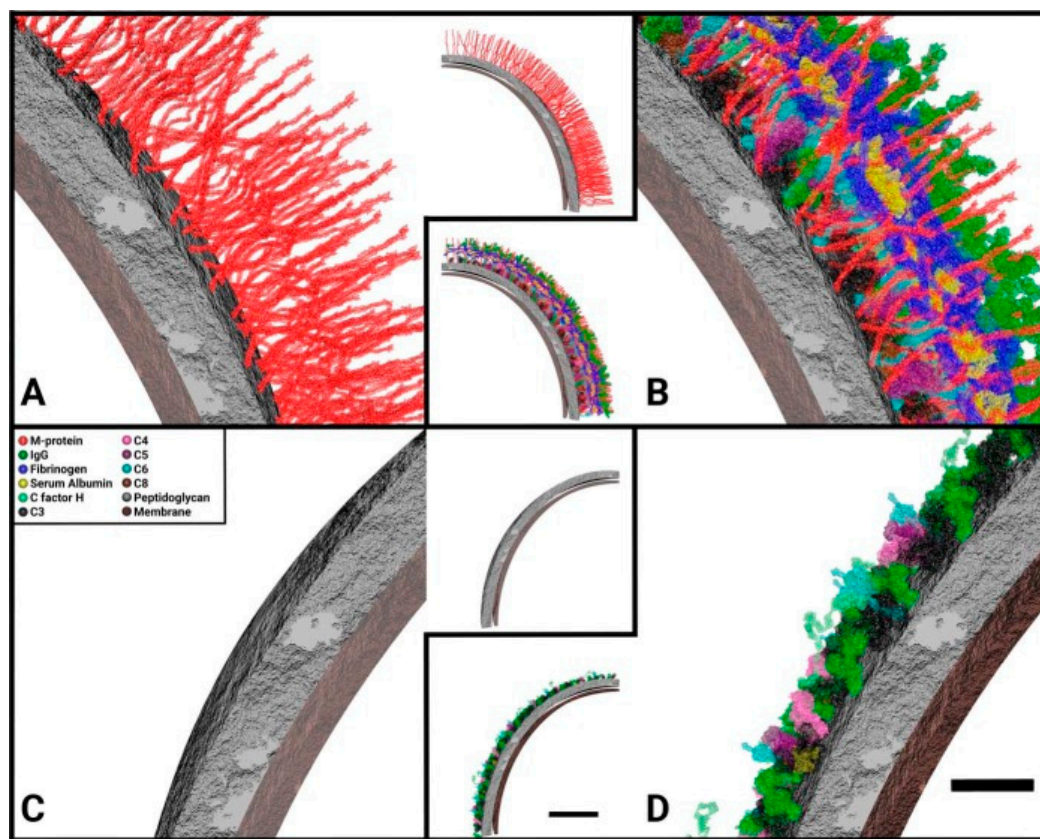 A
B
M-protein
IgG
Fibrinogen
Serum Albumin
C factor H
C3
C4
C5
C6
C8
Peptidoglycan
Membrane
C
D